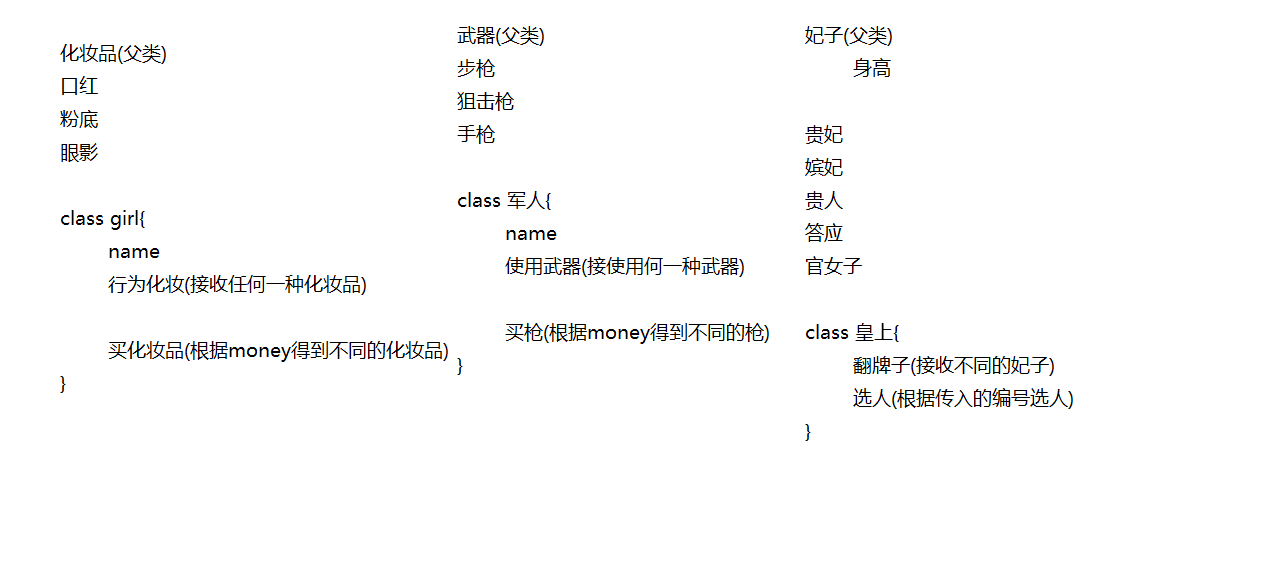 化妆品(父类)
口红
粉底
眼影
class girl{
name
行为化妆(接收任何一种化妆品)
买化妆品(根据money得到不同的化妆品)
}
武器(父类)
步枪
狙击枪
手枪
class 军人{
name
使用武器(接使用何一种武器)
买枪(根据money得到不同的枪)
}
妃子(父类)
身高
贵妃
嫔妃
贵人
答应
官女子
class 皇上{
翻牌子(接收不同的妃子)
选人(根据传入的编号选人)
}